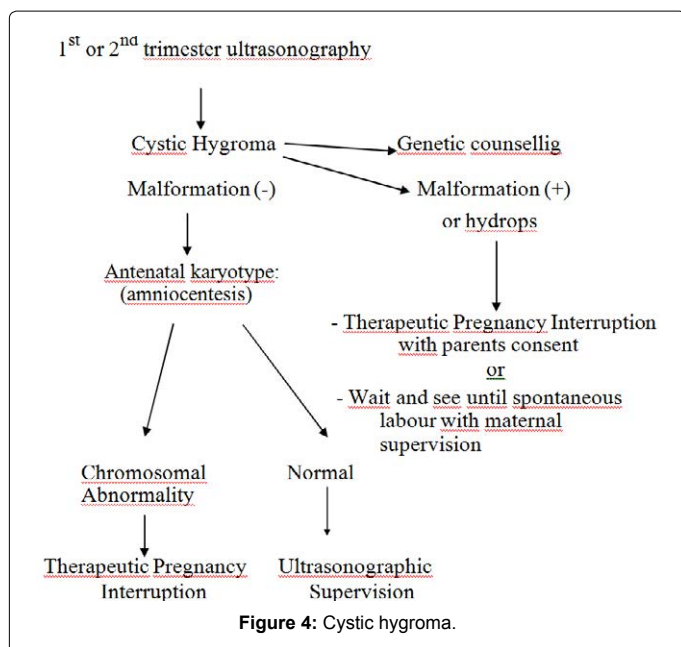 1st or 2nd trimester ultrasonography
Cystic Hygroma
Genetic counsellig
Malformation (-)
Malformation (+)
or hydrops
Antenatal karyotype:
(amniocentesis)
- Therapeutic Pregnancy Interruption
with parents consent
or
- Wait and see until spontaneous
labour with maternal
supervision
Chromosomal
Abnormality
Normal
Therapeutic Pregnancy
Interruption
Ultrasonographic
Supervision
Figure 4: Cystic hygroma.